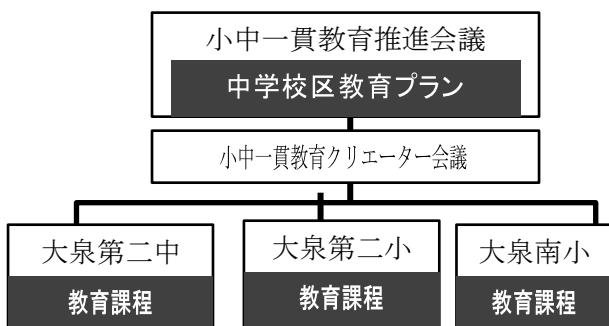 小中一貫教育推進会議
中学校区教育プラン
小中一貫教育クリエーター会議
大泉第二中
教育課程
大泉第二小
教育課程
大泉南小
教育課程